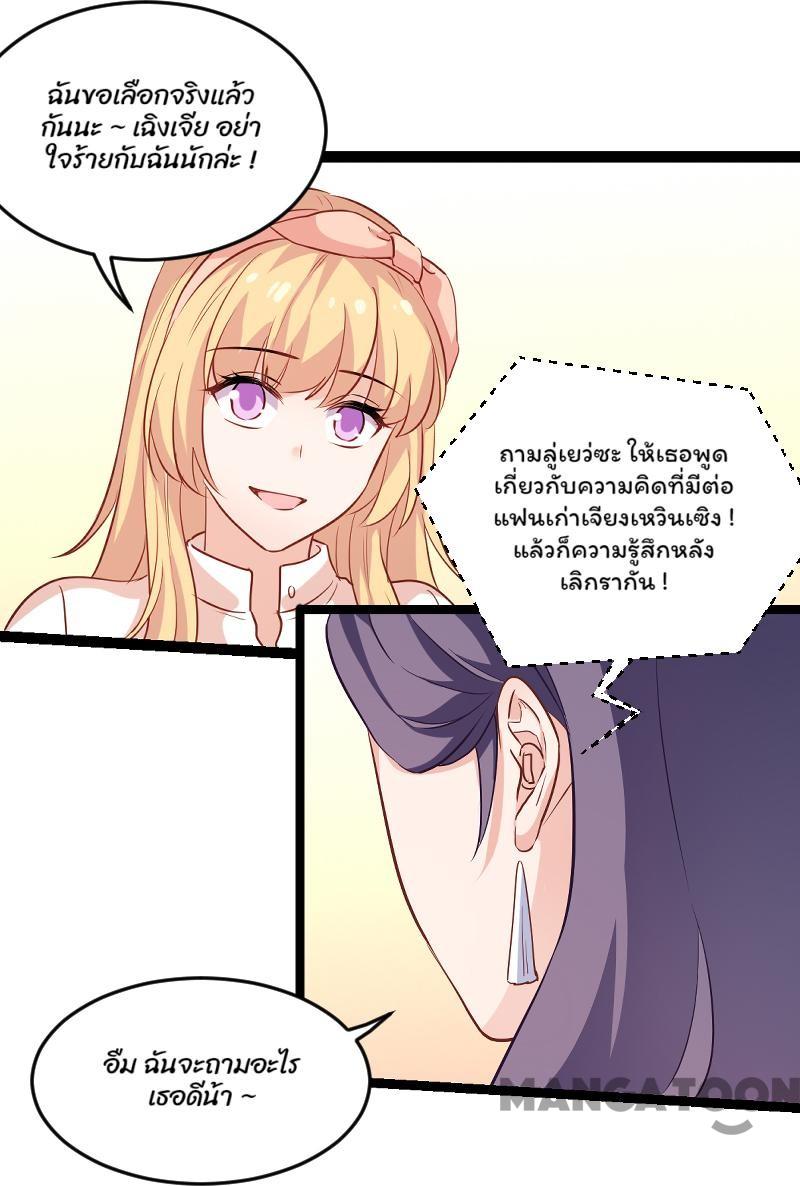 ฉันขอเลือกจริงแล้ว
กันนะ ~ เฉิงเจีย อย่า
ใจร้ายกับฉันนักล่ะ !
ถามลู่เยว่ซะ ให้เธอพูด
เกี่ยวกับความคิดที่มีต่อ
แฟนเก่าเจียงเหวินเซิง !
แล้วก็ความรู้สึกหลัง
เลิกรากัน !
อืม ฉันจะถามอะไร
เธอดีน้า ~
MANGATOON